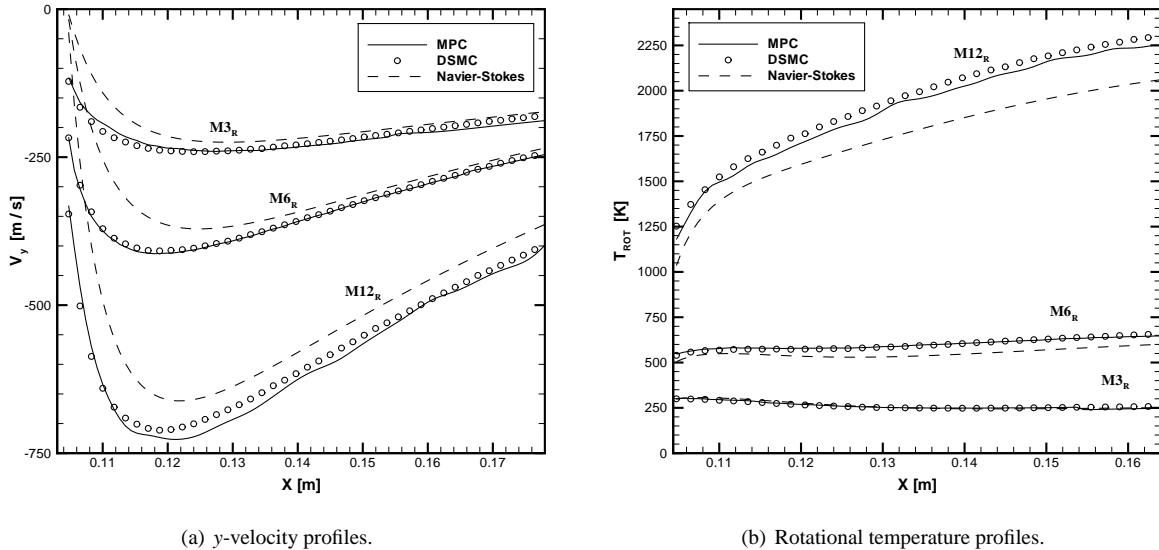 MPC
DSMC
Navier-Stokes
M3R
M6R
M12R
0
-250
-500
-750
Vy [m / s]
0.11 0.12 0.13 0.14 0.15 0.16 0.17
X [m]
(a) y-velocity profiles.
MPC
DSMC
Navier-Stokes
M12R
M6R
M3R
2250
2000
1750
1500
1250
1000
750
500
250
0
TROT [K]
0.11 0.12 0.13 0.14 0.15 0.16
X [m]
(b) Rotational temperature profiles.